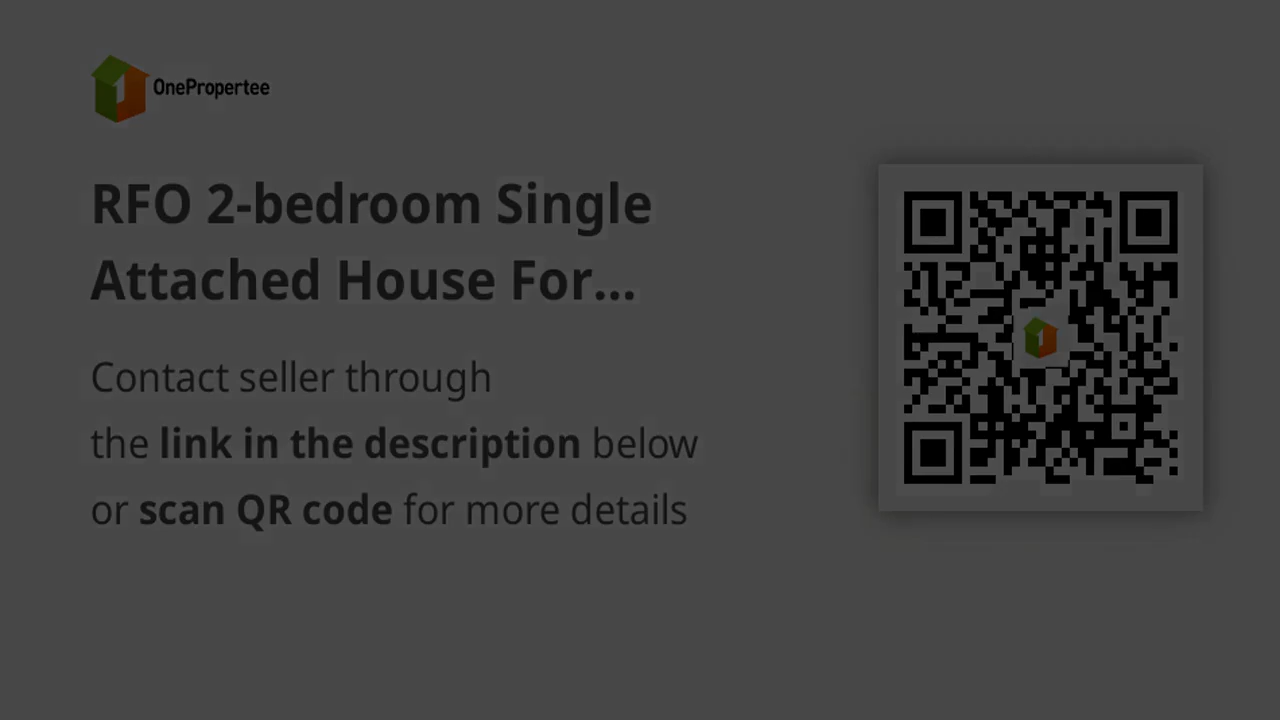 OnePropertee
RFO 2-bedroom Single
Attached House For...
Contact seller through
the link in the description below
or scan QR code for more details